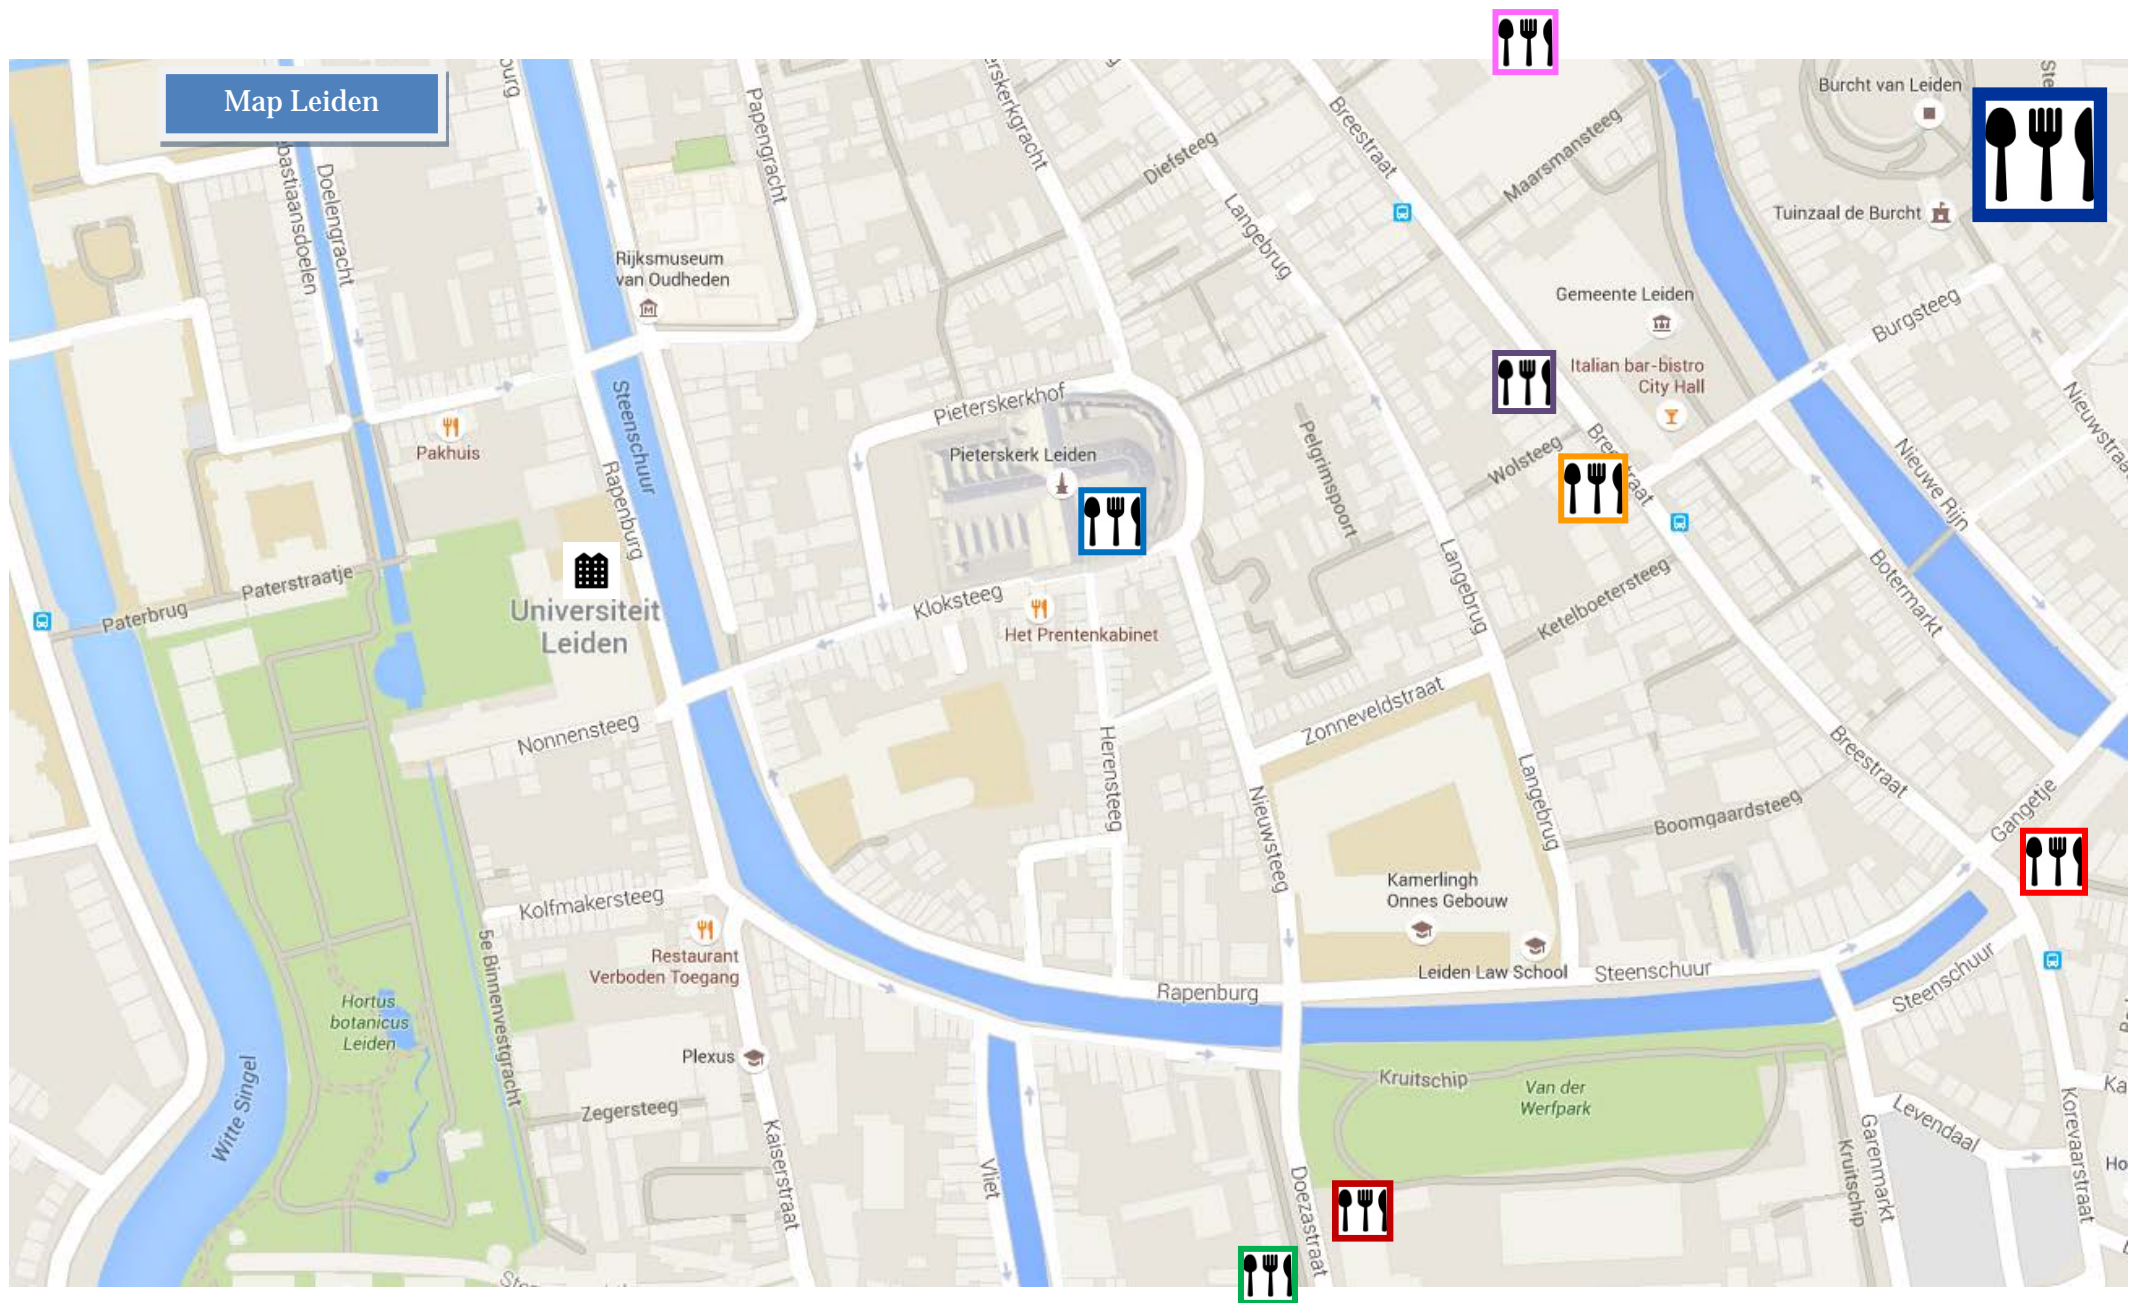 Map Leiden
Burcht van Leiden
Papengracht
Breestraat
Maarsmansteeg
Diefsteeg
Doelengracht
Langebrug
Tuinzaal de Burcht
Rijksmuseum
van Oudheden
Gemeente Leiden
Burgsteeg
Italian bar-bistro
City Hall
Steenschuur
Pieterskerkhof
Pakhuis
Pieterskerk Leiden
Pelgrimspoort
Wolsteeg
Nieuwe Rijn
Rapenburg
Langebrug
Ketelboetersteeg
Botermarkt
Paterstraatje
Paterbrug
Universiteit
Leiden
Kloksteeg
Het Prentenkabinet
Zonneveldstraat
Nonnensteeg
Herensteeg
Breestraat
Langebrug
Nieuwsteeg
Boomgaardsteeg
Gangetje
Kolfmakersteeg
Kamerlingh
Onnes Gebouw
Restaurant
Verboden Toegang
5e Binnenvestgracht
Leiden Law School
Steenschuur
Steenschuur
Rapenburg
Hortus
botanicus
Leiden
Plexus
Kruitschip
Van der
Werfpark
Witte Singel
Zegersteeg
Levendaal
Kaiserstraat
Vliet
Doezastraat
Kruitschip
Garenmarkt
Korevaarstraat